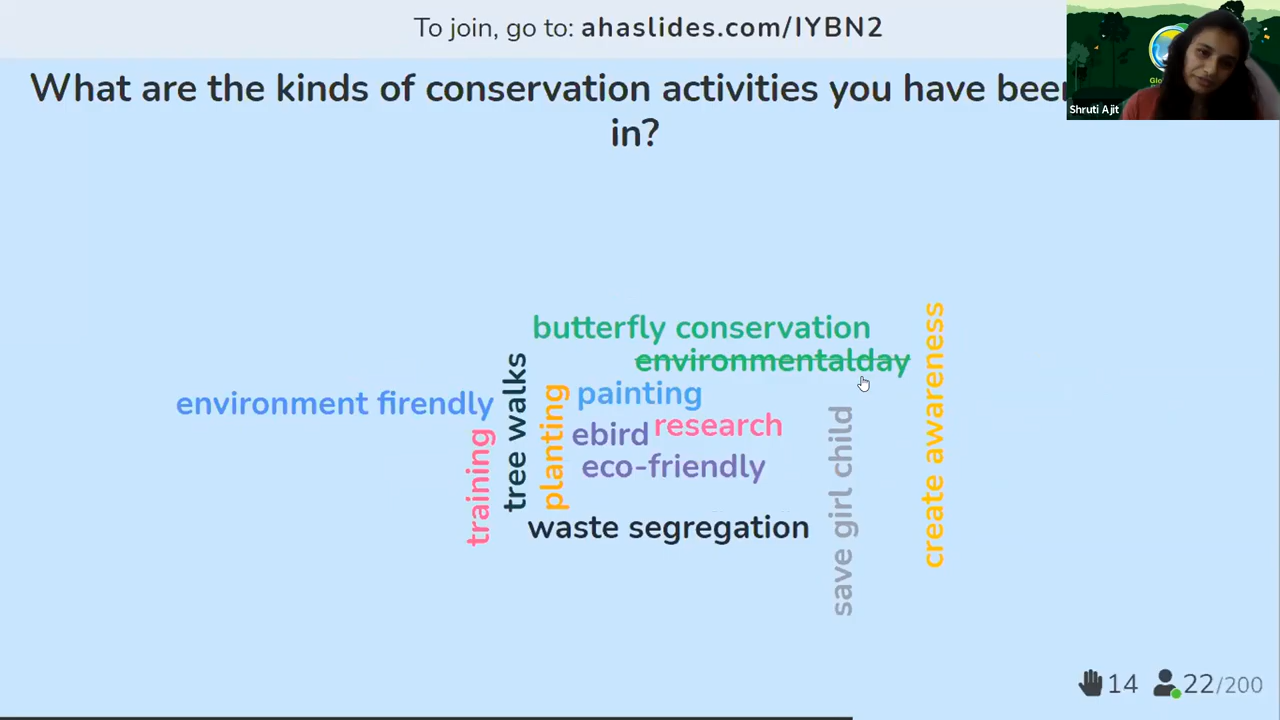 To join, go to: ahaslides.com/IYBN2
What are the kinds of conservation activities you have been
in?
Shruti Ajit
butterfly conservation
environmentalday
environment firendly
tree walks
planting
painting
ebird
research
eco-friendly
training
waste segregation
save girl child
create awareness
14
22/200